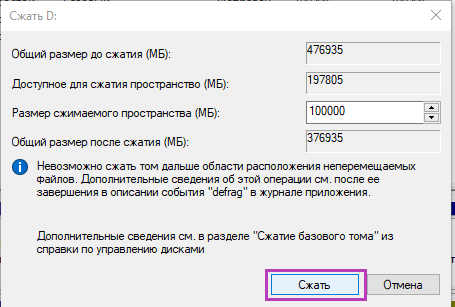 Сжать D:
Общий размер до сжатия (МБ): 476935
Доступное для сжатия пространство (МБ): 197805
Размер сжимаемого пространства (МБ): 100000
Общий размер после сжатия (МБ): 376935
Невозможно сжать том дальше области расположения неперемещаемых
файлов. Дополнительные сведения об этой операции см. после ее
завершения в описании события "defrag" в журнале приложения.
Дополнительные сведения см. в разделе "Сжатие базового тома" из
справки по управлению дисками
Сжать Отмена